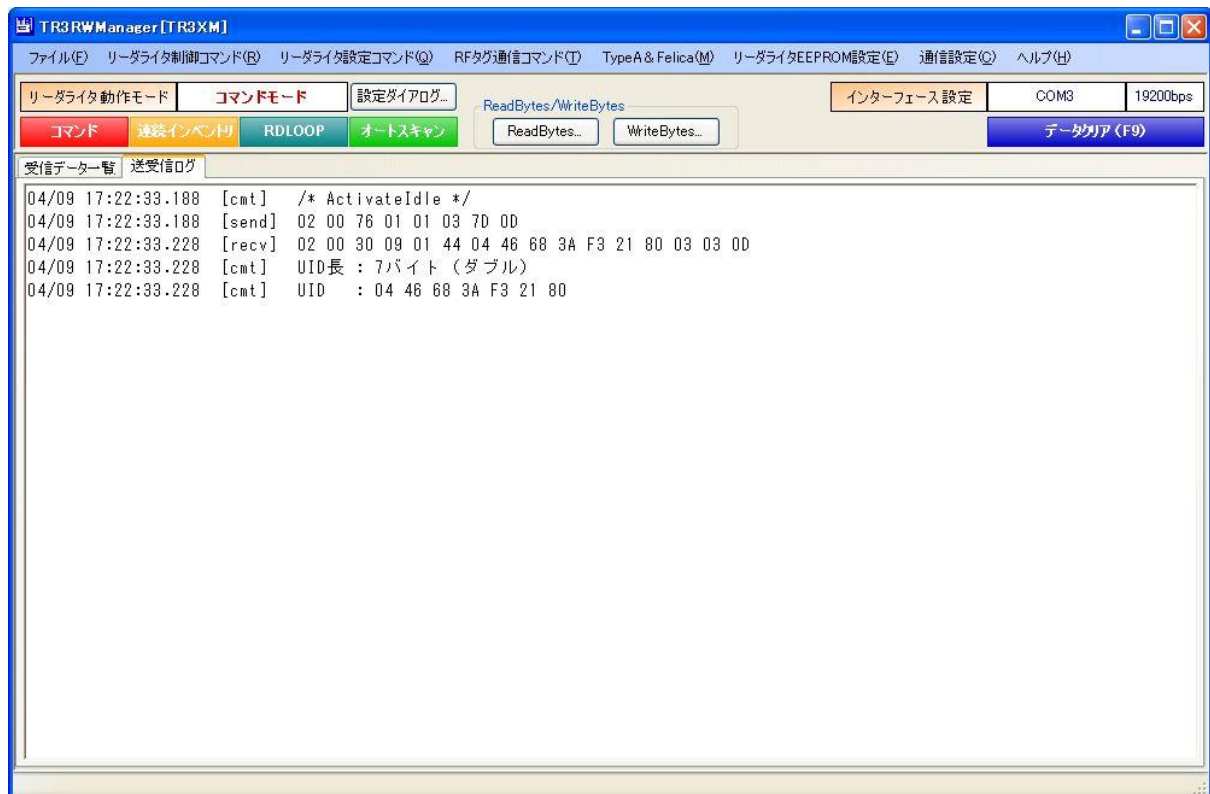 TR3RWManager[TR3XM]
ファイル(F) リーダライタ制御コマンド(R) リーダライタ設定コマンド(Q) RFタグ通信コマンド(T) TypeA&Felica(M) リーダライタEEPROM設定(E) 通信設定(C) ヘルプ(H)
リーダライタ動作モード コマンドモード 設定ダイアログ... ReadBytes/WriteBytes インターフェース設定 COM3 19200bps
コマンド 連続インベントリ RDLOOP オートスキャン ReadBytes... WriteBytes... データクリア(F9)
受信データ一覧 送受信ログ
04/09 17:22:33.188 [cmt] /* ActivateIdle */
04/09 17:22:33.188 [send] 02 00 76 01 01 03 7D 0D
04/09 17:22:33.228 [recv] 02 00 30 09 01 44 04 46 68 3A F3 21 80 03 03 0D
04/09 17:22:33.228 [cmt] UID長 : 7バイト (ダブル)
04/09 17:22:33.228 [cmt] UID : 04 46 68 3A F3 21 80